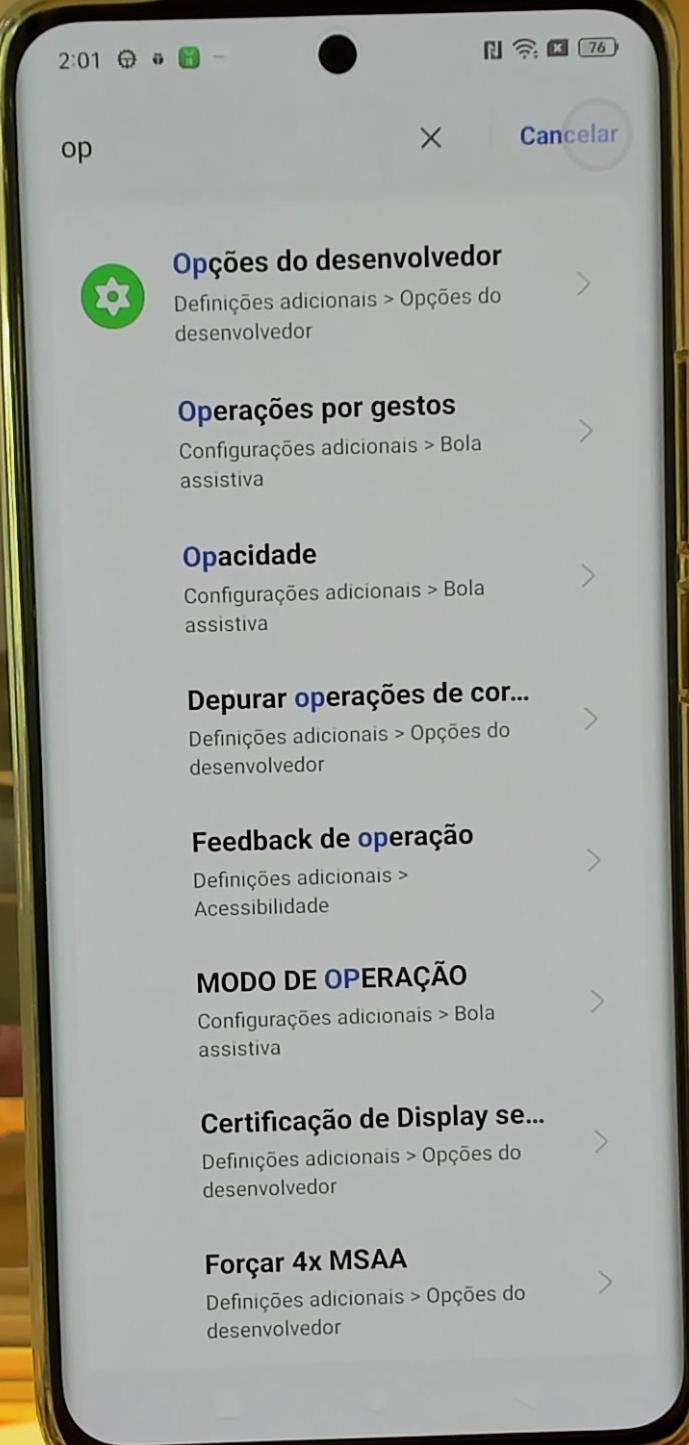 2:01 76
op Cancelar
Opções do desenvolvedor
Definições adicionais > Opções do
desenvolvedor
Operações por gestos
Configurações adicionais > Bola
assistiva
Opacidade
Configurações adicionais > Bola
assistiva
Depurar operações de cor...
Definições adicionais > Opções do
desenvolvedor
Feedback de operação
Definições adicionais >
Acessibilidade
MODO DE OPERAÇÃO
Configurações adicionais > Bola
assistiva
Certificação de Display se...
Definições adicionais > Opções do
desenvolvedor
Forçar 4x MSAA
Definições adicionais > Opções do
desenvolvedor